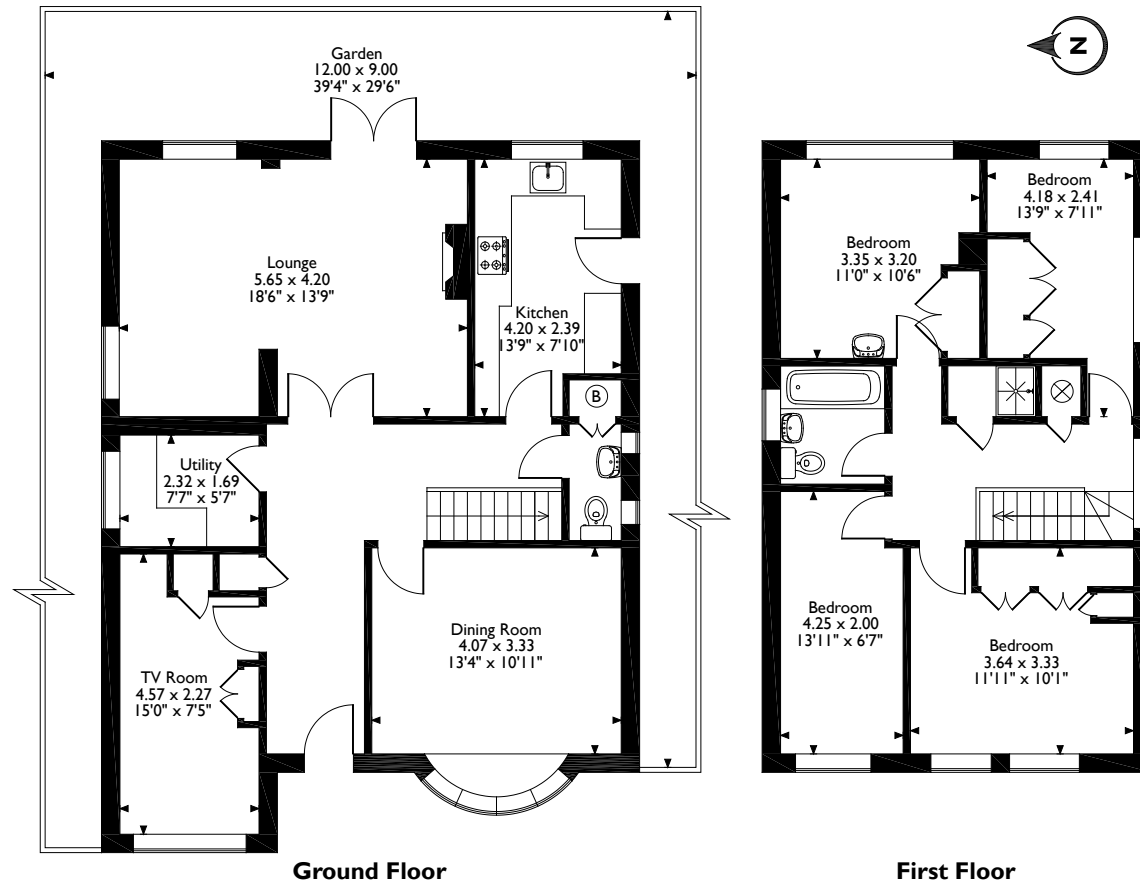 Garden
12.00 x 9.00
39'4" x 29'6"
N
Lounge
5.65 x 4.20
18'6" x 13'9"
Kitchen
4.20 x 2.39
13'9" x 7'10"
B
Utility
2.32 x 1.69
7'7" x 5'7"
TV Room
4.57 x 2.27
15'0" x 7'5"
Dining Room
4.07 x 3.33
13'4" x 10'11"
Ground Floor
Bedroom
4.18 x 2.41
13'9" x 7'11"
Bedroom
3.35 x 3.20
11'0" x 10'6"
Bedroom
4.25 x 2.00
13'11" x 6'7"
Bedroom
3.64 x 3.33
11'11" x 10'1"
First Floor